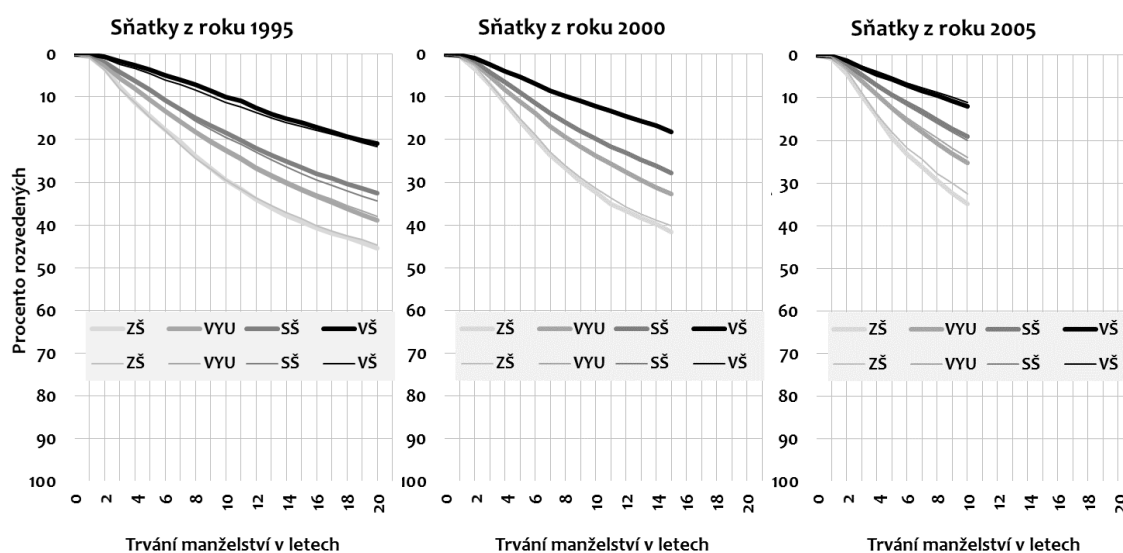 Sňatky z roku 1995
Procento rozvedených
0
10
20
30
40
50
60
70
80
90
100
ZŠ VYU SŠ VŠ
ZŠ VYU SŠ VŠ
0 2 4 6 8 10 12 14 16 18 20
Trvání manželství v letech
Sňatky z roku 2000
0
10
20
30
40
50
60
70
80
90
100
ZŠ VYU SŠ VŠ
ZŠ VYU SŠ VŠ
0 2 4 6 8 10 12 14 16 18 20
Trvání manželství v letech
Sňatky z roku 2005
0
10
20
30
40
50
60
70
80
90
100
ZŠ VYU SŠ VŠ
ZŠ VYU SŠ VŠ
0 2 4 6 8 10 12 14 16 18 20
Trvání manželství v letech